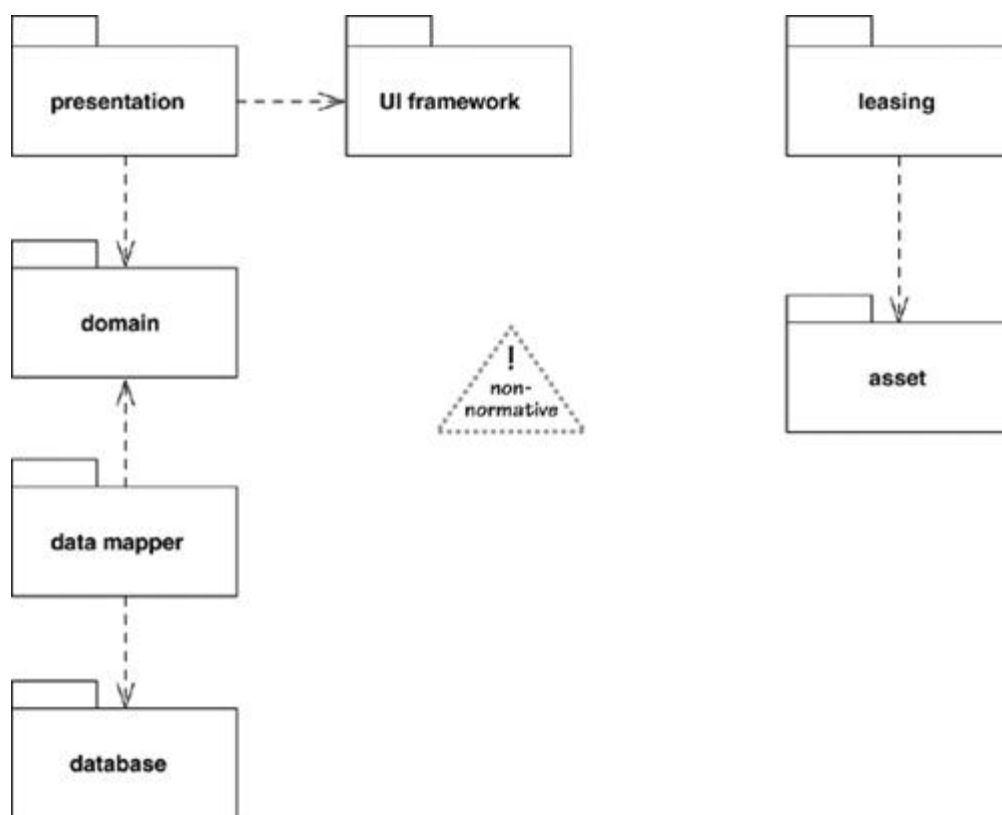 presentation
UI framework
leasing
domain
!
non-
normative
asset
data mapper
database